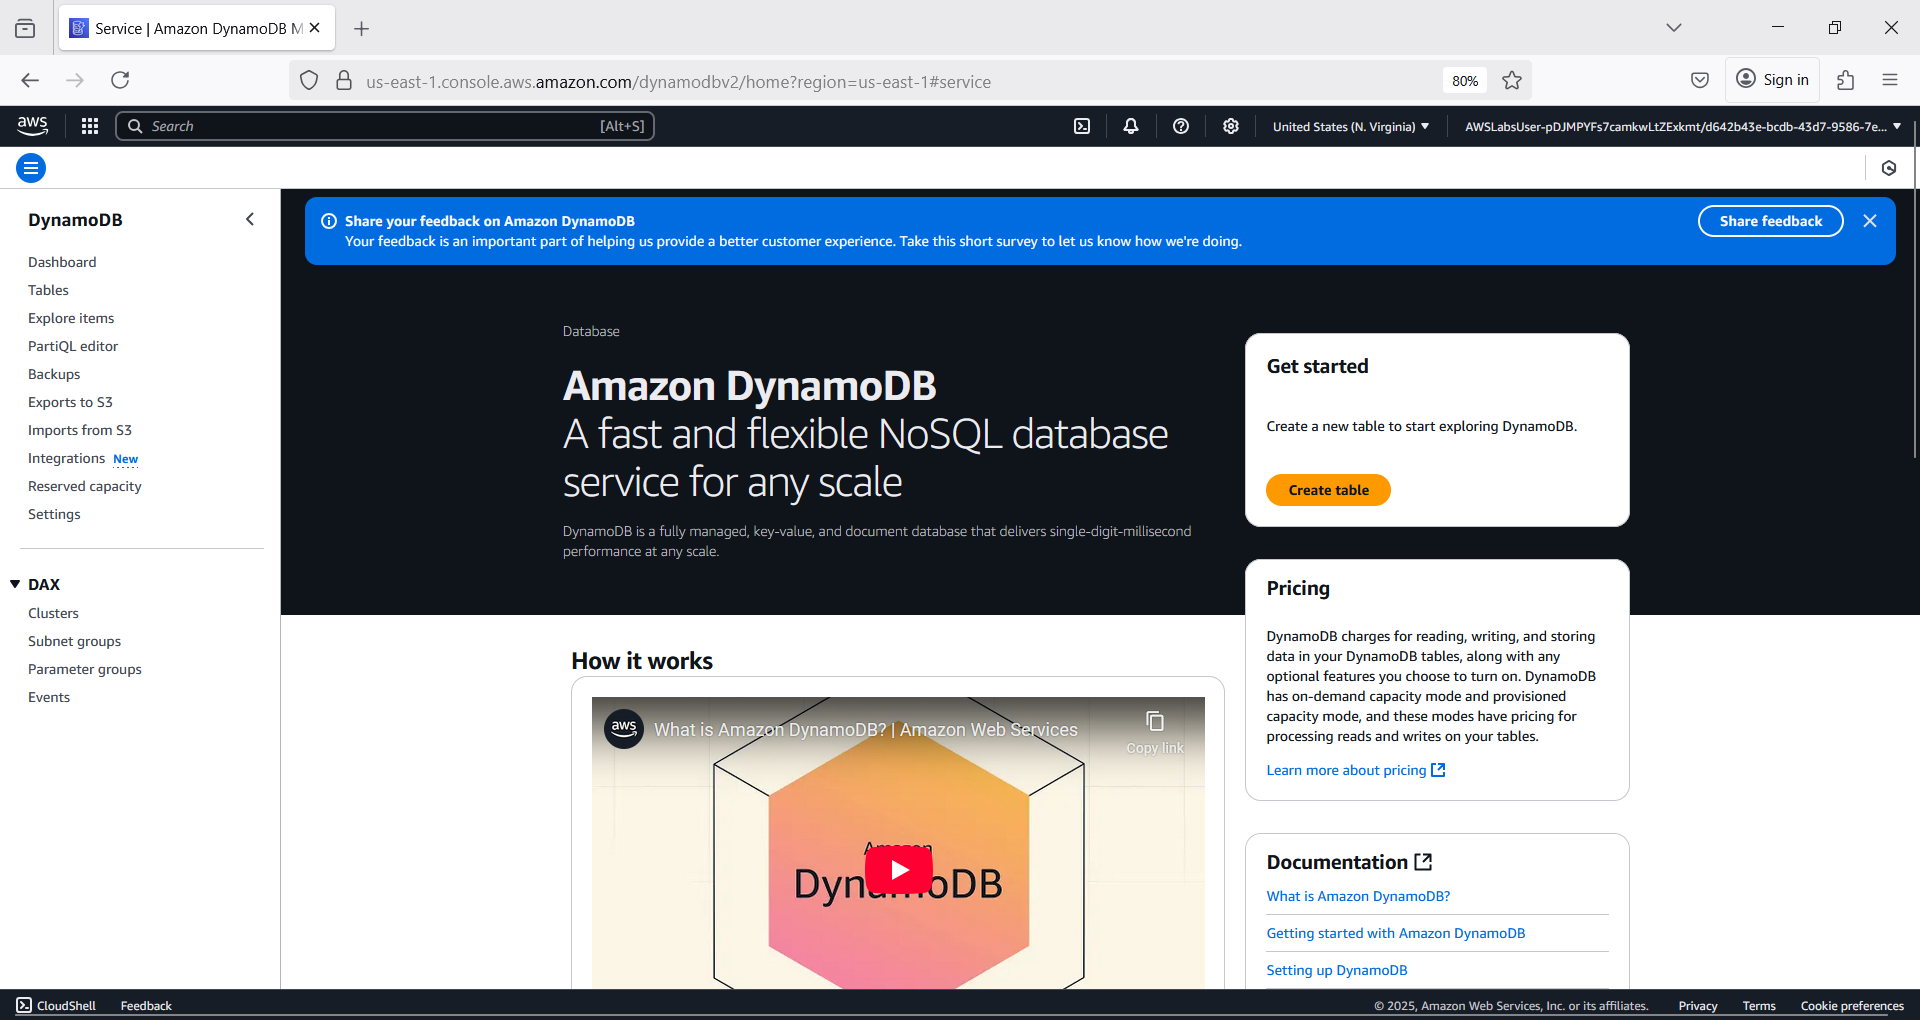 Service | Amazon DynamoDB M
us-east-1.console.aws.amazon.com/dynamodbv2/home?region=us-east-1#service
80%
Sign in
aws
Search
[Alt+S]
United States (N. Virginia)
AWSLabsUser-pDJMPYFs7camkwLtZExkmt/d642b43e-bcdb-43d7-9586-7e...
DynamoDB
Dashboard
Tables
Explore items
PartiQL editor
Backups
Exports to S3
Imports from S3
Integrations New
Reserved capacity
Settings
DAX
Clusters
Subnet groups
Parameter groups
Events
Share your feedback on Amazon DynamoDB
Your feedback is an important part of helping us provide a better customer experience. Take this short survey to let us know how we're doing.
Share feedback
Database
Amazon DynamoDB
A fast and flexible NoSQL database
service for any scale
DynamoDB is a fully managed, key-value, and document database that delivers single-digit-millisecond
performance at any scale.
Get started
Create a new table to start exploring DynamoDB.
Create table
Pricing
DynamoDB charges for reading, writing, and storing
data in your DynamoDB tables, along with any
optional features you choose to turn on. DynamoDB
has on-demand capacity mode and provisioned
capacity mode, and these modes have pricing for
processing reads and writes on your tables.
Learn more about pricing
How it works
aws
What is Amazon DynamoDB? | Amazon Web Services
Copy link
Amazon
DynamoDB
Documentation
What is Amazon DynamoDB?
Getting started with Amazon DynamoDB
Setting up DynamoDB
CloudShell
Feedback
© 2025, Amazon Web Services, Inc. or its affiliates.
Privacy
Terms
Cookie preferences